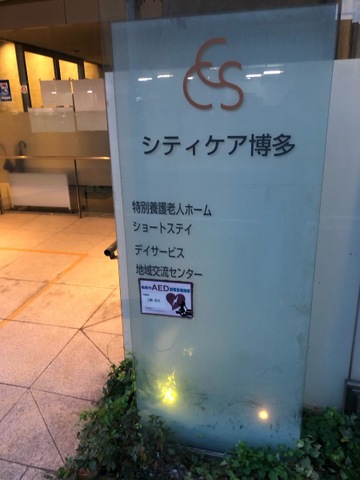 CCS
シティケア博多
特別養護老人ホーム
ショートステイ
デイサービス
地域交流センター
AED